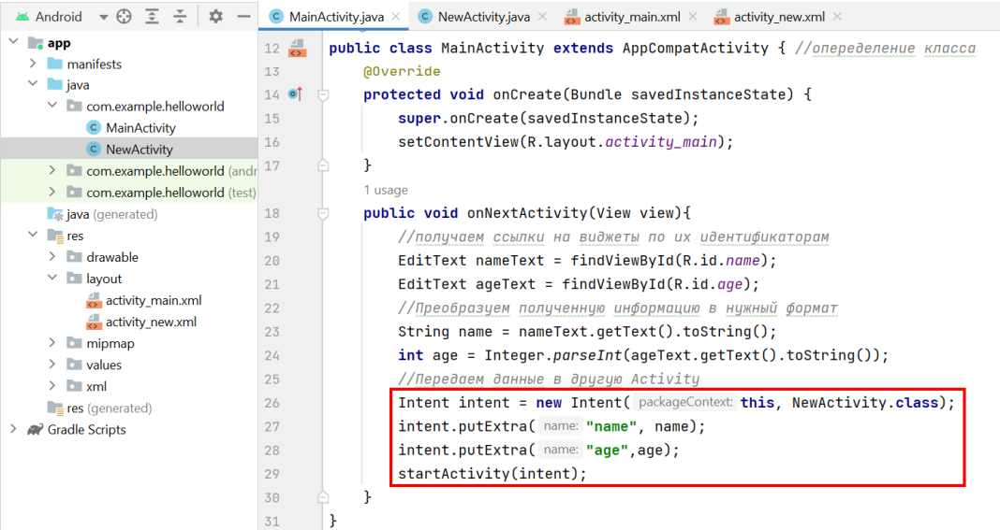 Android
MainActivity.java
NewActivity.java
activity_main.xml
activity_new.xml
app
manifests
java
com.example.helloworld
MainActivity
NewActivity
com.example.helloworld (andr
com.example.helloworld (test)
java (generated)
res
drawable
layout
activity_main.xml
activity_new.xml
mipmap
values
xml
res (generated)
Gradle Scripts
12 public class MainActivity extends AppCompatActivity { //опеределение класса
13 @Override
14 protected void onCreate(Bundle savedInstanceState) {
15 super.onCreate(savedInstanceState);
16 setContentView(R.layout.activity_main);
17 }
1 usage
18 public void onNextActivity(View view){
19 //получаем ссылки на виджеты по их идентификаторам
20 EditText nameText = findViewById(R.id.name);
21 EditText ageText = findViewById(R.id.age);
22 //Преобразуем полученную информацию в нужный формат
23 String name = nameText.getText().toString();
24 int age = Integer.parseInt(ageText.getText().toString());
25 //Передаем данные в другую Activity
26 Intent intent = new Intent( packageContext: this, NewActivity.class);
27 intent.putExtra( name: "name", name);
28 intent.putExtra( name: "age",age);
29 startActivity(intent);
30 }
31 }